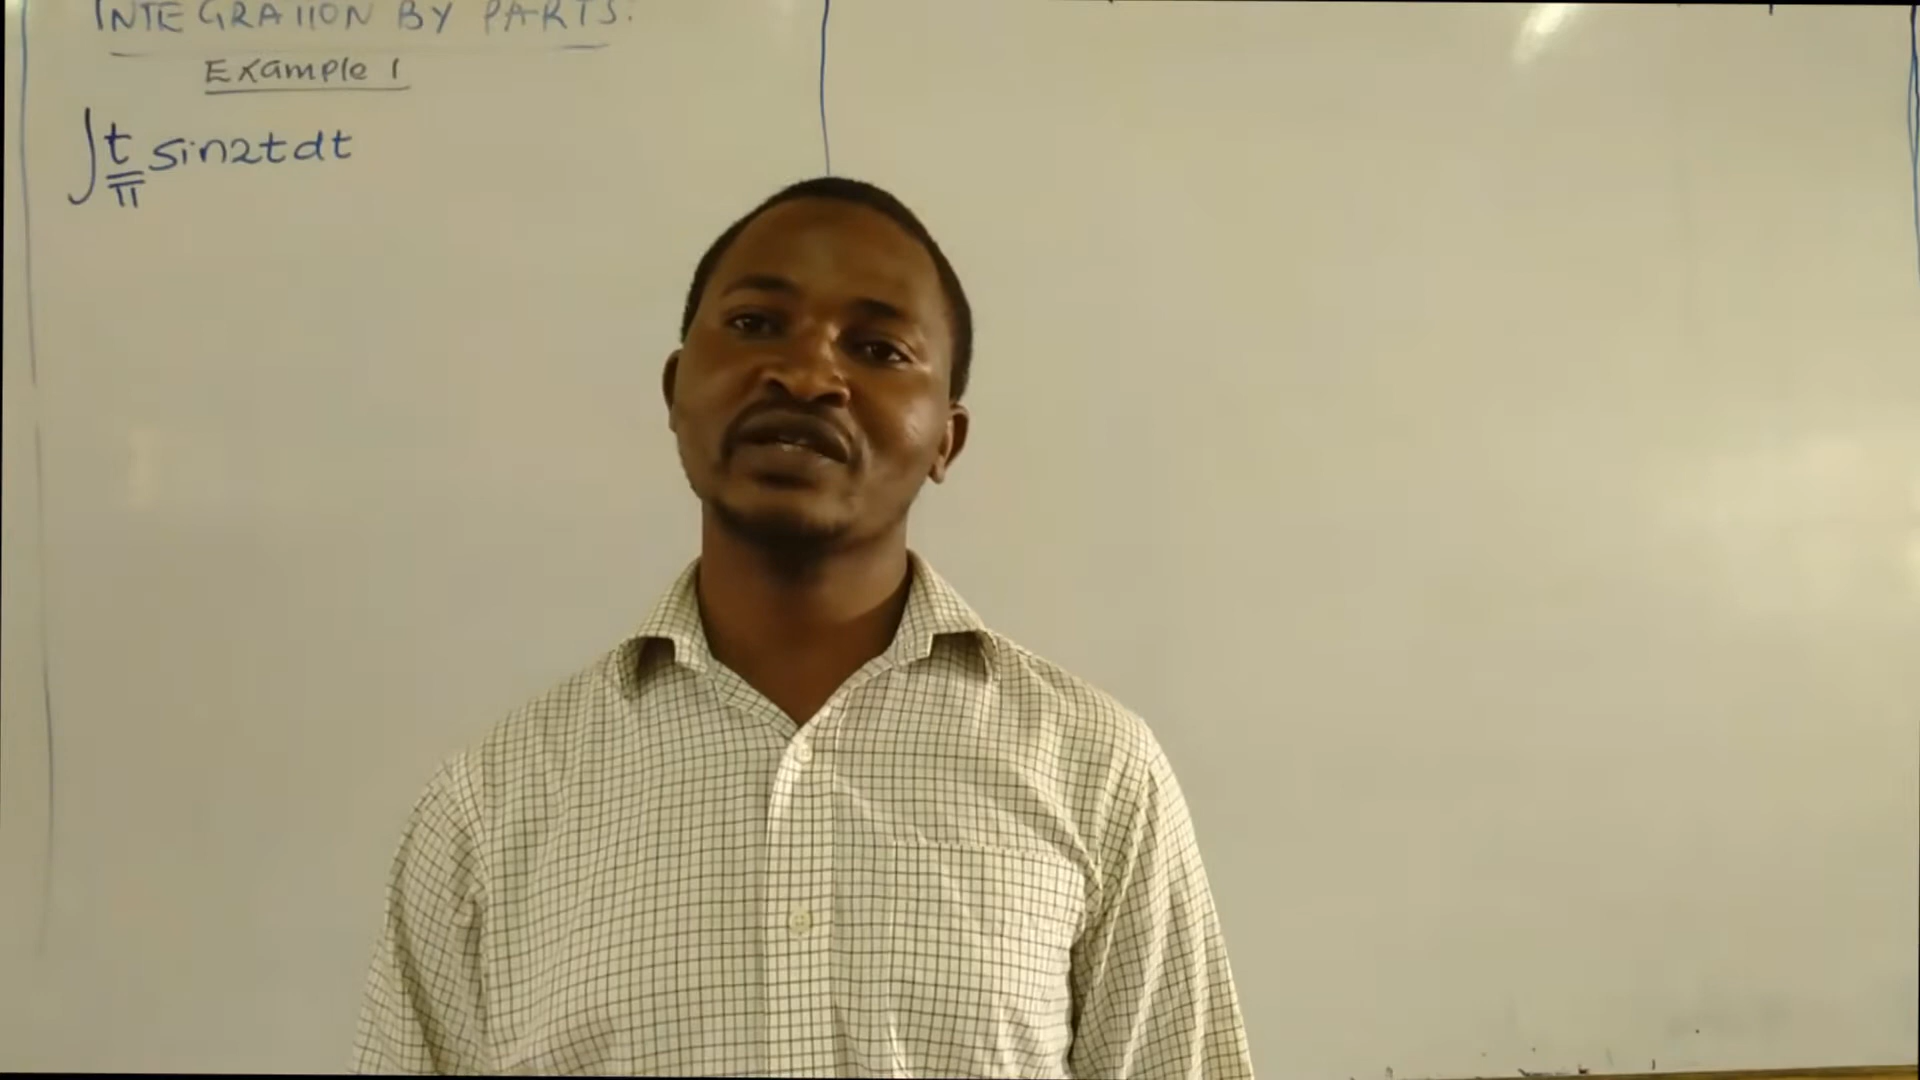 INTEGRATION BY PARTS:
Example 1
∫ t/π sin2t dt